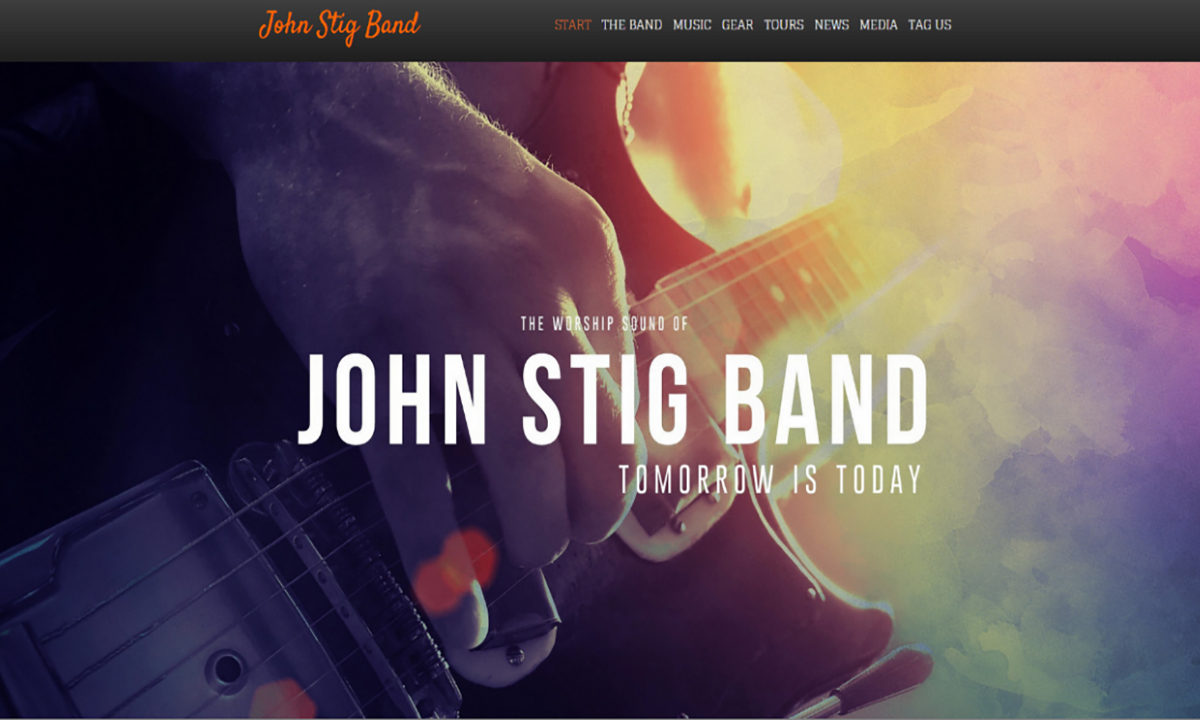 John Stig Band
START THE BAND MUSIC GEAR TOURS NEWS MEDIA TAG US
THE WORSHIP SOUND OF
JOHN STIG BAND
TOMORROW IS TODAY